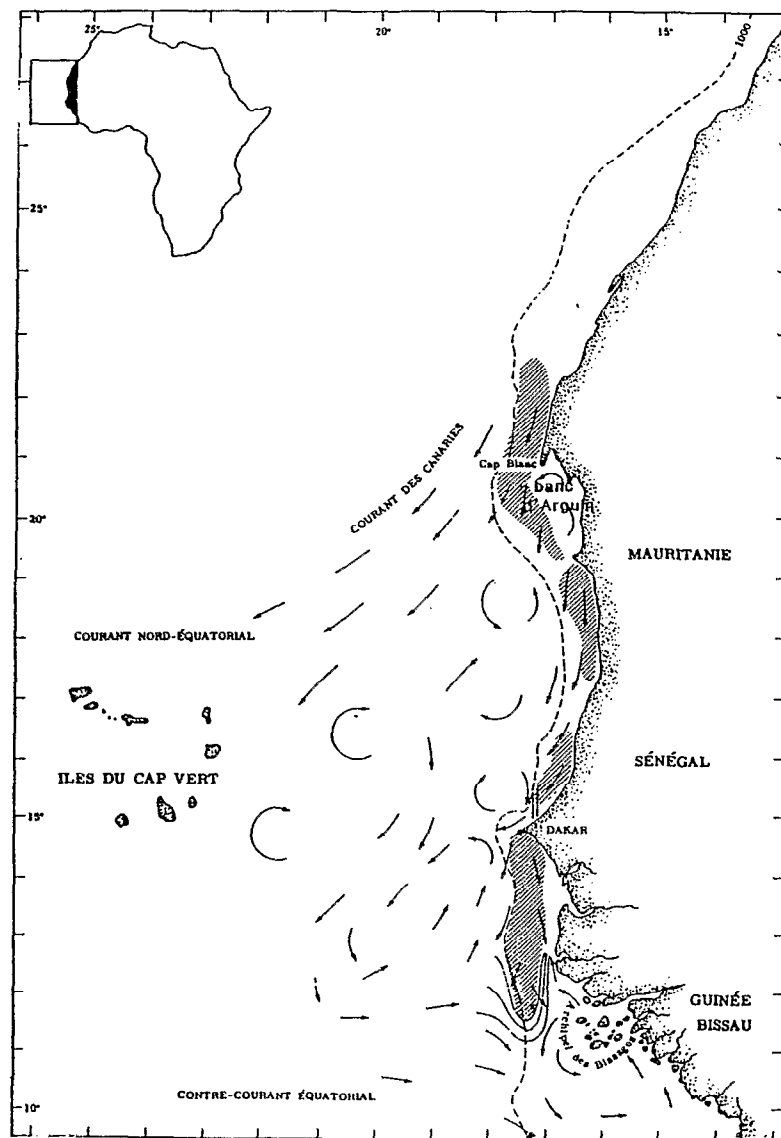 25°
20°
15°
1000
25°
COURANT DES CANARIES
Cap Blanc
banc
d'Arguin
20°
MAURITANIE
COURANT NORD-ÉQUATORIAL
ILES DU CAP VERT
SÉNÉGAL
15°
DAKAR
GUINÉE
BISSAU
Archipel des Bissagos
CONTRE-COURANT ÉQUATORIAL
10°